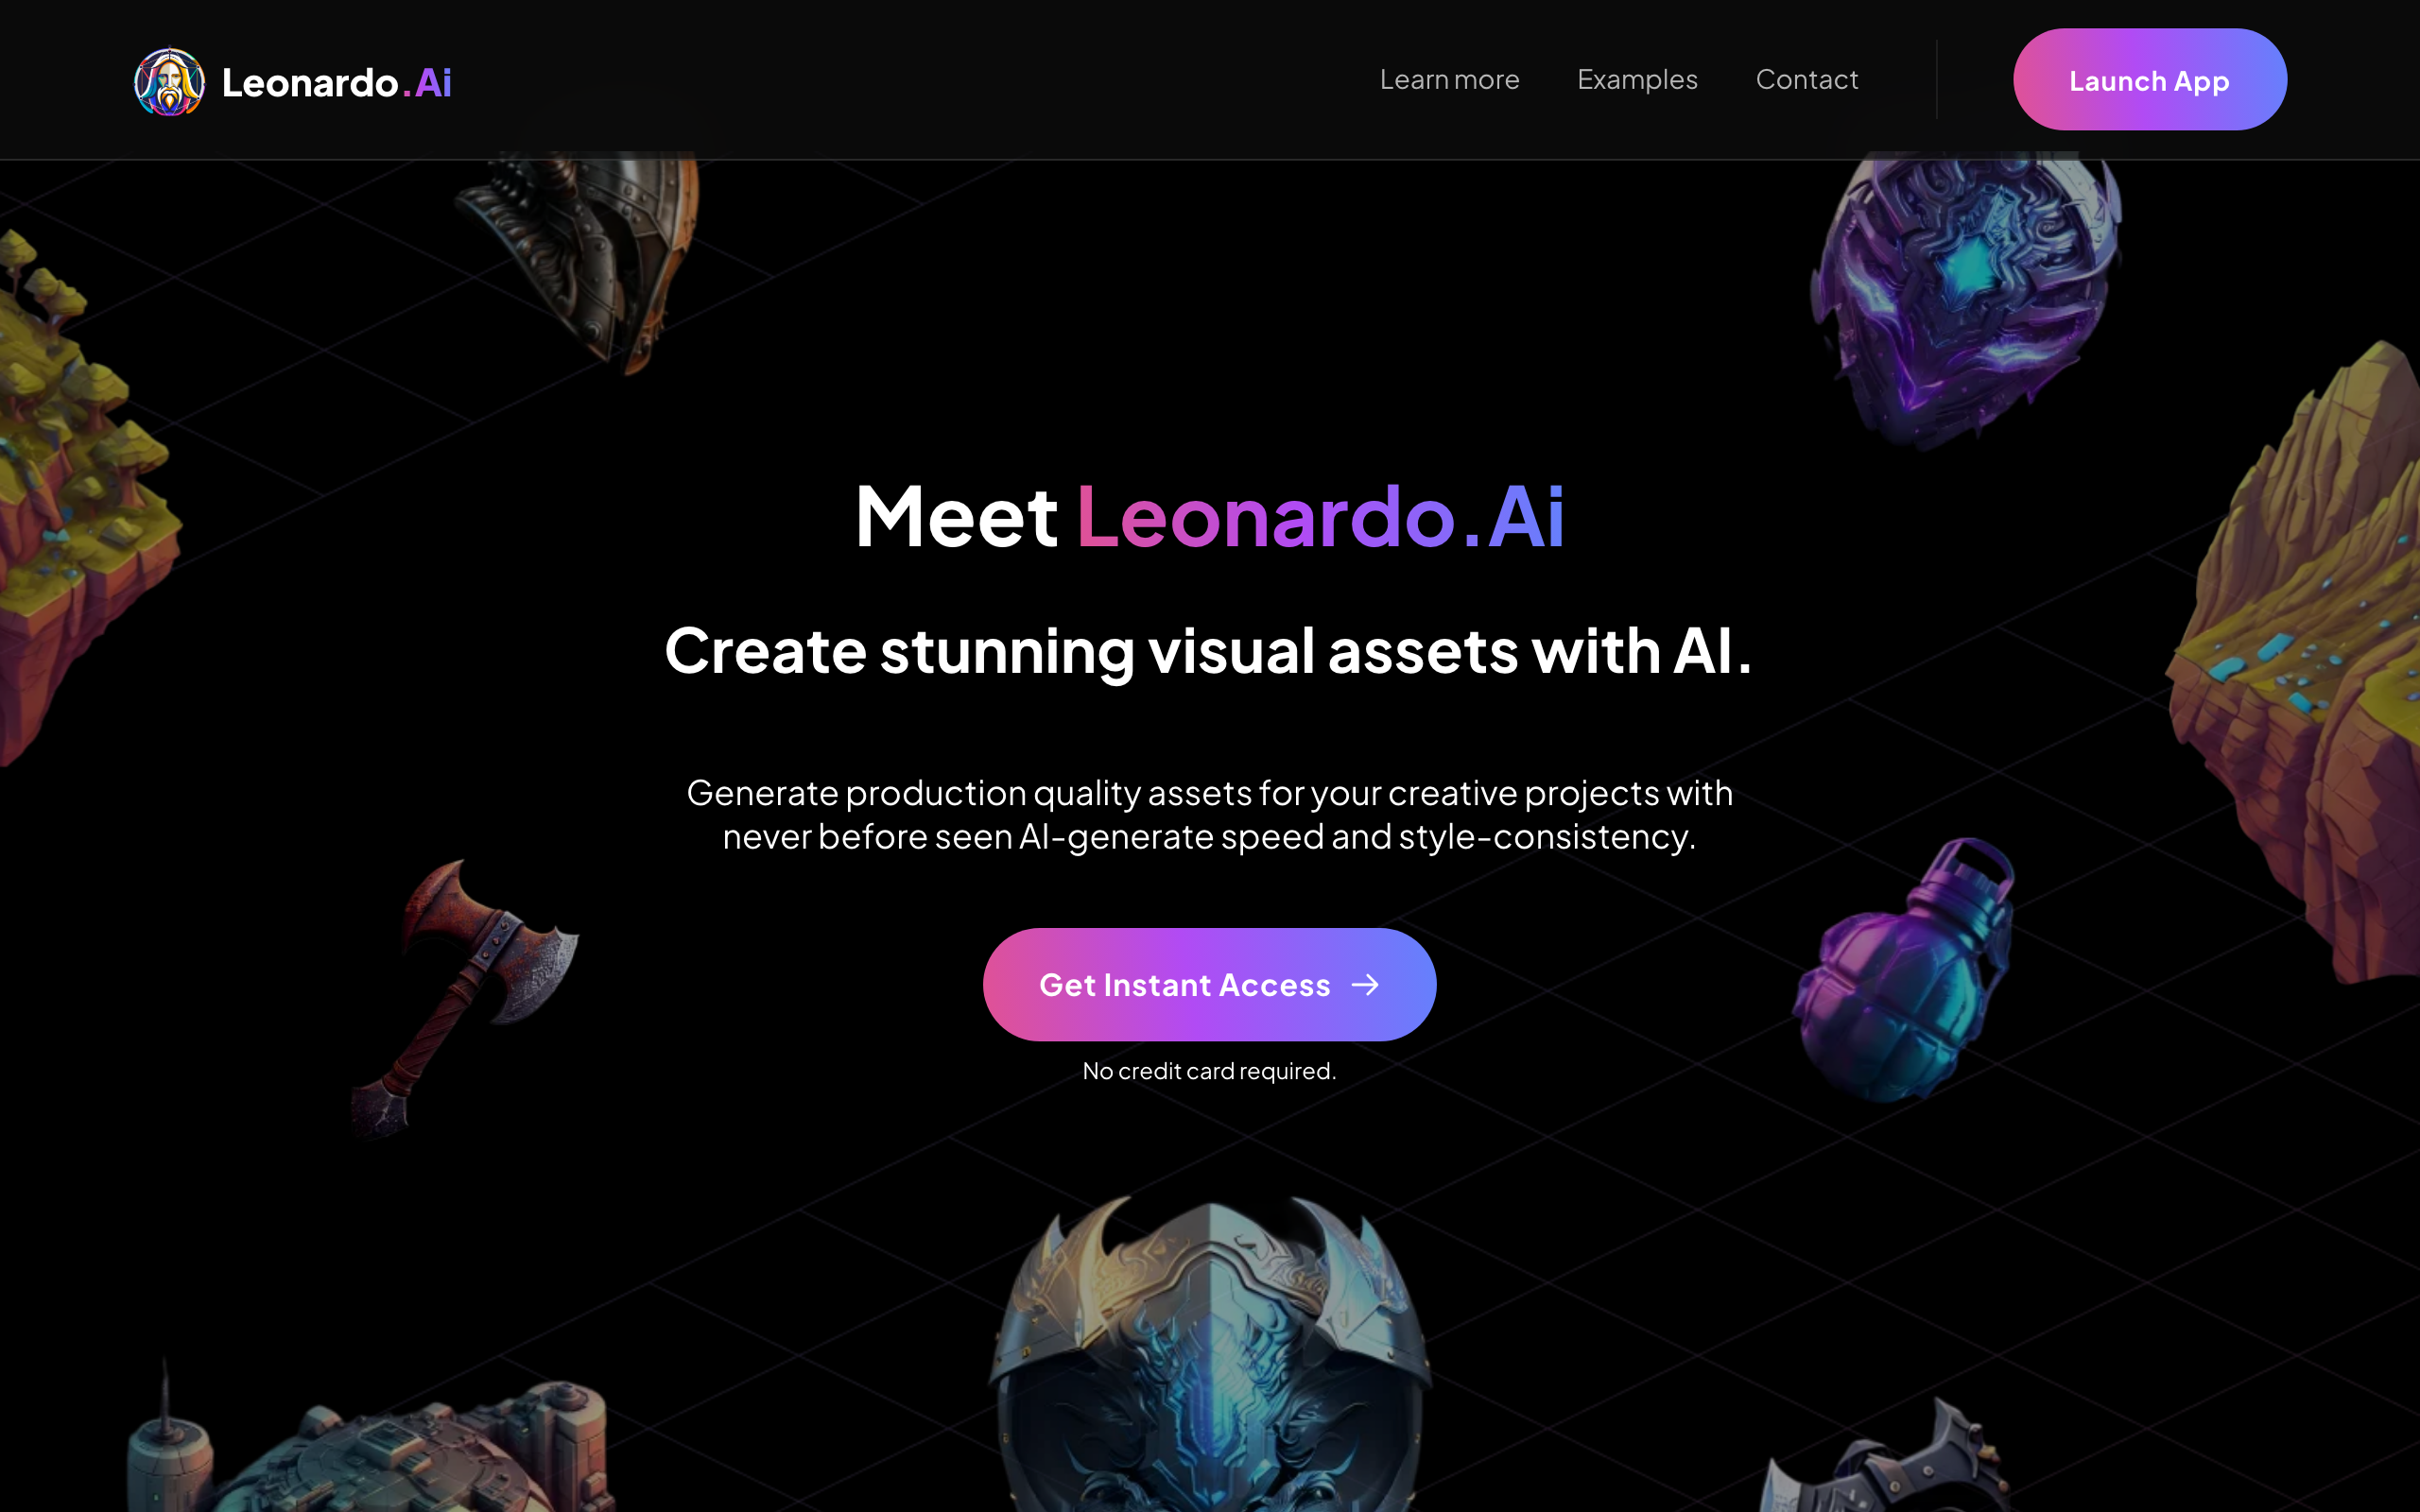 Leonardo.Ai
Learn more
Examples
Contact
Launch App
Meet Leonardo.Ai
Create stunning visual assets with AI.
Generate production quality assets for your creative projects with
never before seen AI-generate speed and style-consistency.
Get Instant Access →
No credit card required.